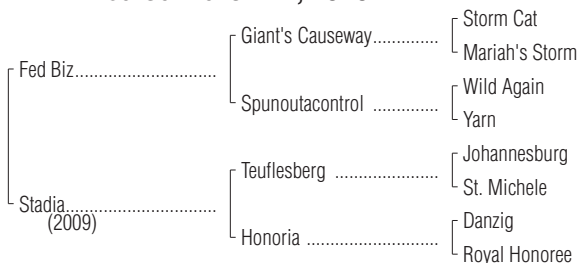 Storm Cat
Giant's Causeway..............
Mariah's Storm
Fed Biz..............................
Wild Again
Spunoutacontrol ..............
Yarn
Johannesburg
Teuflesberg ......................
St. Michele
Stadia................................
(2009)
Danzig
Honoria ............................
Royal Honoree